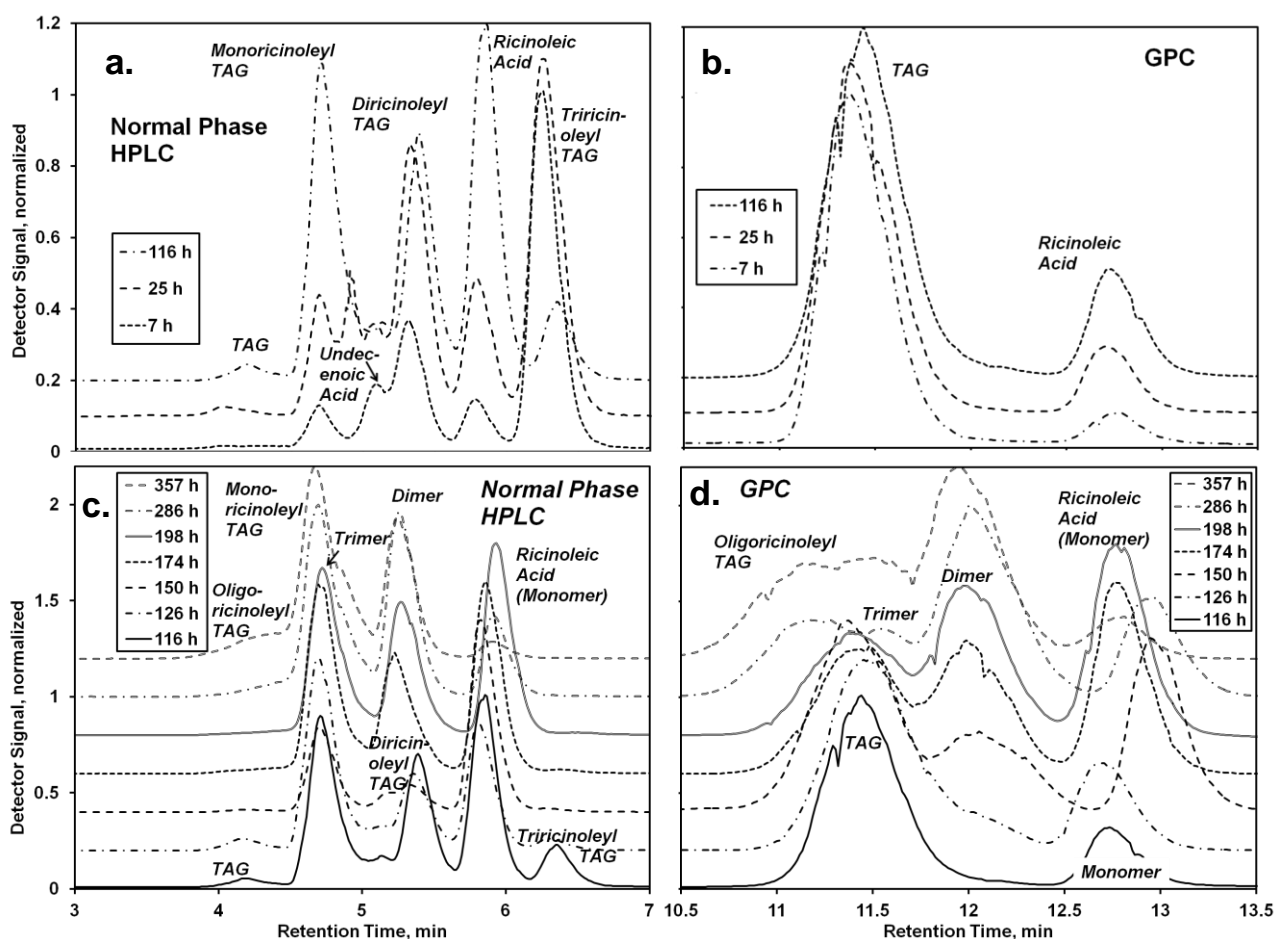 a.
Normal Phase
HPLC
Detector Signal, normalized
1.2
1
0.8
0.6
0.4
0.2
0
Monoricinoleyl
TAG
Diricinoleyl
TAG
Ricinoleic
Acid
Triricin-
oleyl
TAG
TAG
Undec-
enoic
Acid
116 h
25 h
7 h
b.
GPC
TAG
Ricinoleic
Acid
116 h
25 h
7 h
c.
Normal Phase
HPLC
Detector Signal, normalized
2
1.5
1
0.5
0
357 h
286 h
198 h
174 h
150 h
126 h
116 h
Mono-
ricinoleyl
TAG
Trimer
Dimer
Oligo-
ricinoleyl
TAG
Ricinoleic
Acid
(Monomer)
Diricin-
oleyl
TAG
Triricinoleyl
TAG
TAG
3
4
5
6
7
Retention Time, min
d.
GPC
Oligoricinoleyl
TAG
Trimer
Dimer
Ricinoleic
Acid
(Monomer)
TAG
Monomer
357 h
286 h
198 h
174 h
150 h
126 h
116 h
10.5
11
11.5
12
12.5
13
13.5
Retention Time, min